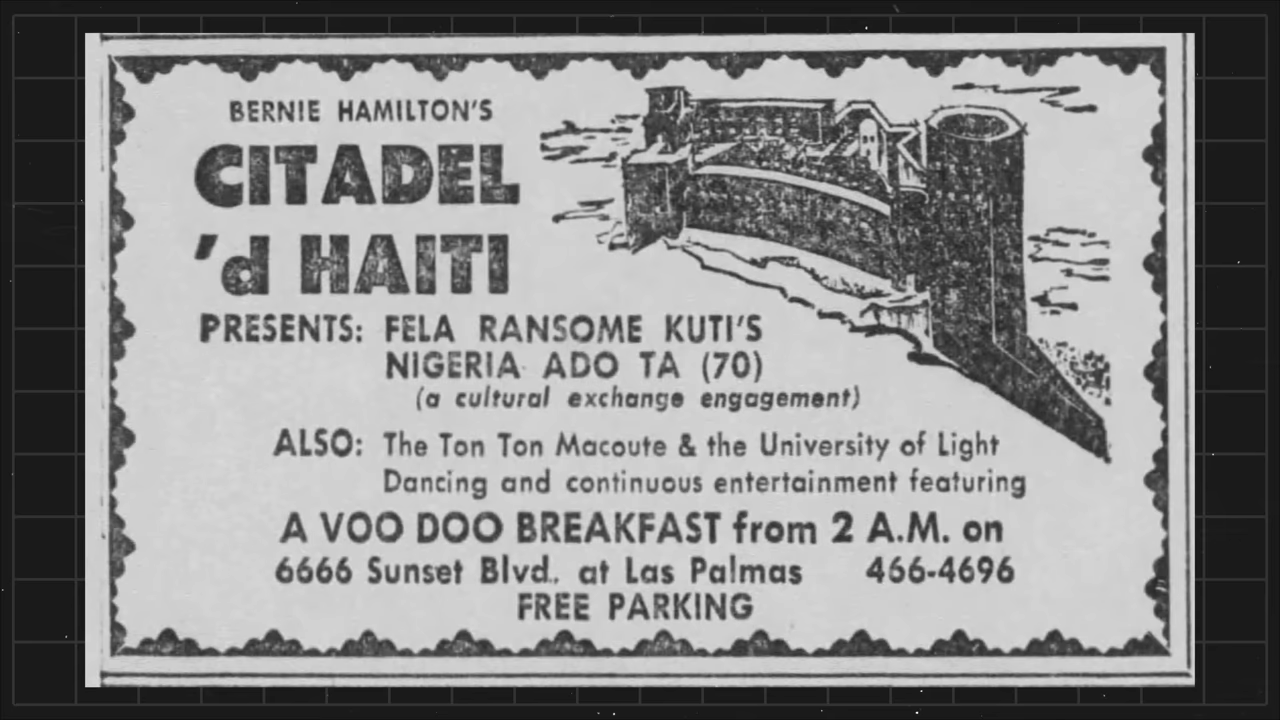 BERNIE HAMILTON'S
CITADEL
'd HAITI
PRESENTS: FELA RANSOME KUTI'S
NIGERIA ADO TA (70)
(a cultural exchange engagement)
ALSO: The Ton Ton Macoute & the University of Light
Dancing and continuous entertainment featuring
A VOO DOO BREAKFAST from 2 A.M. on
6666 Sunset Blvd. at Las Palmas 466-4696
FREE PARKING